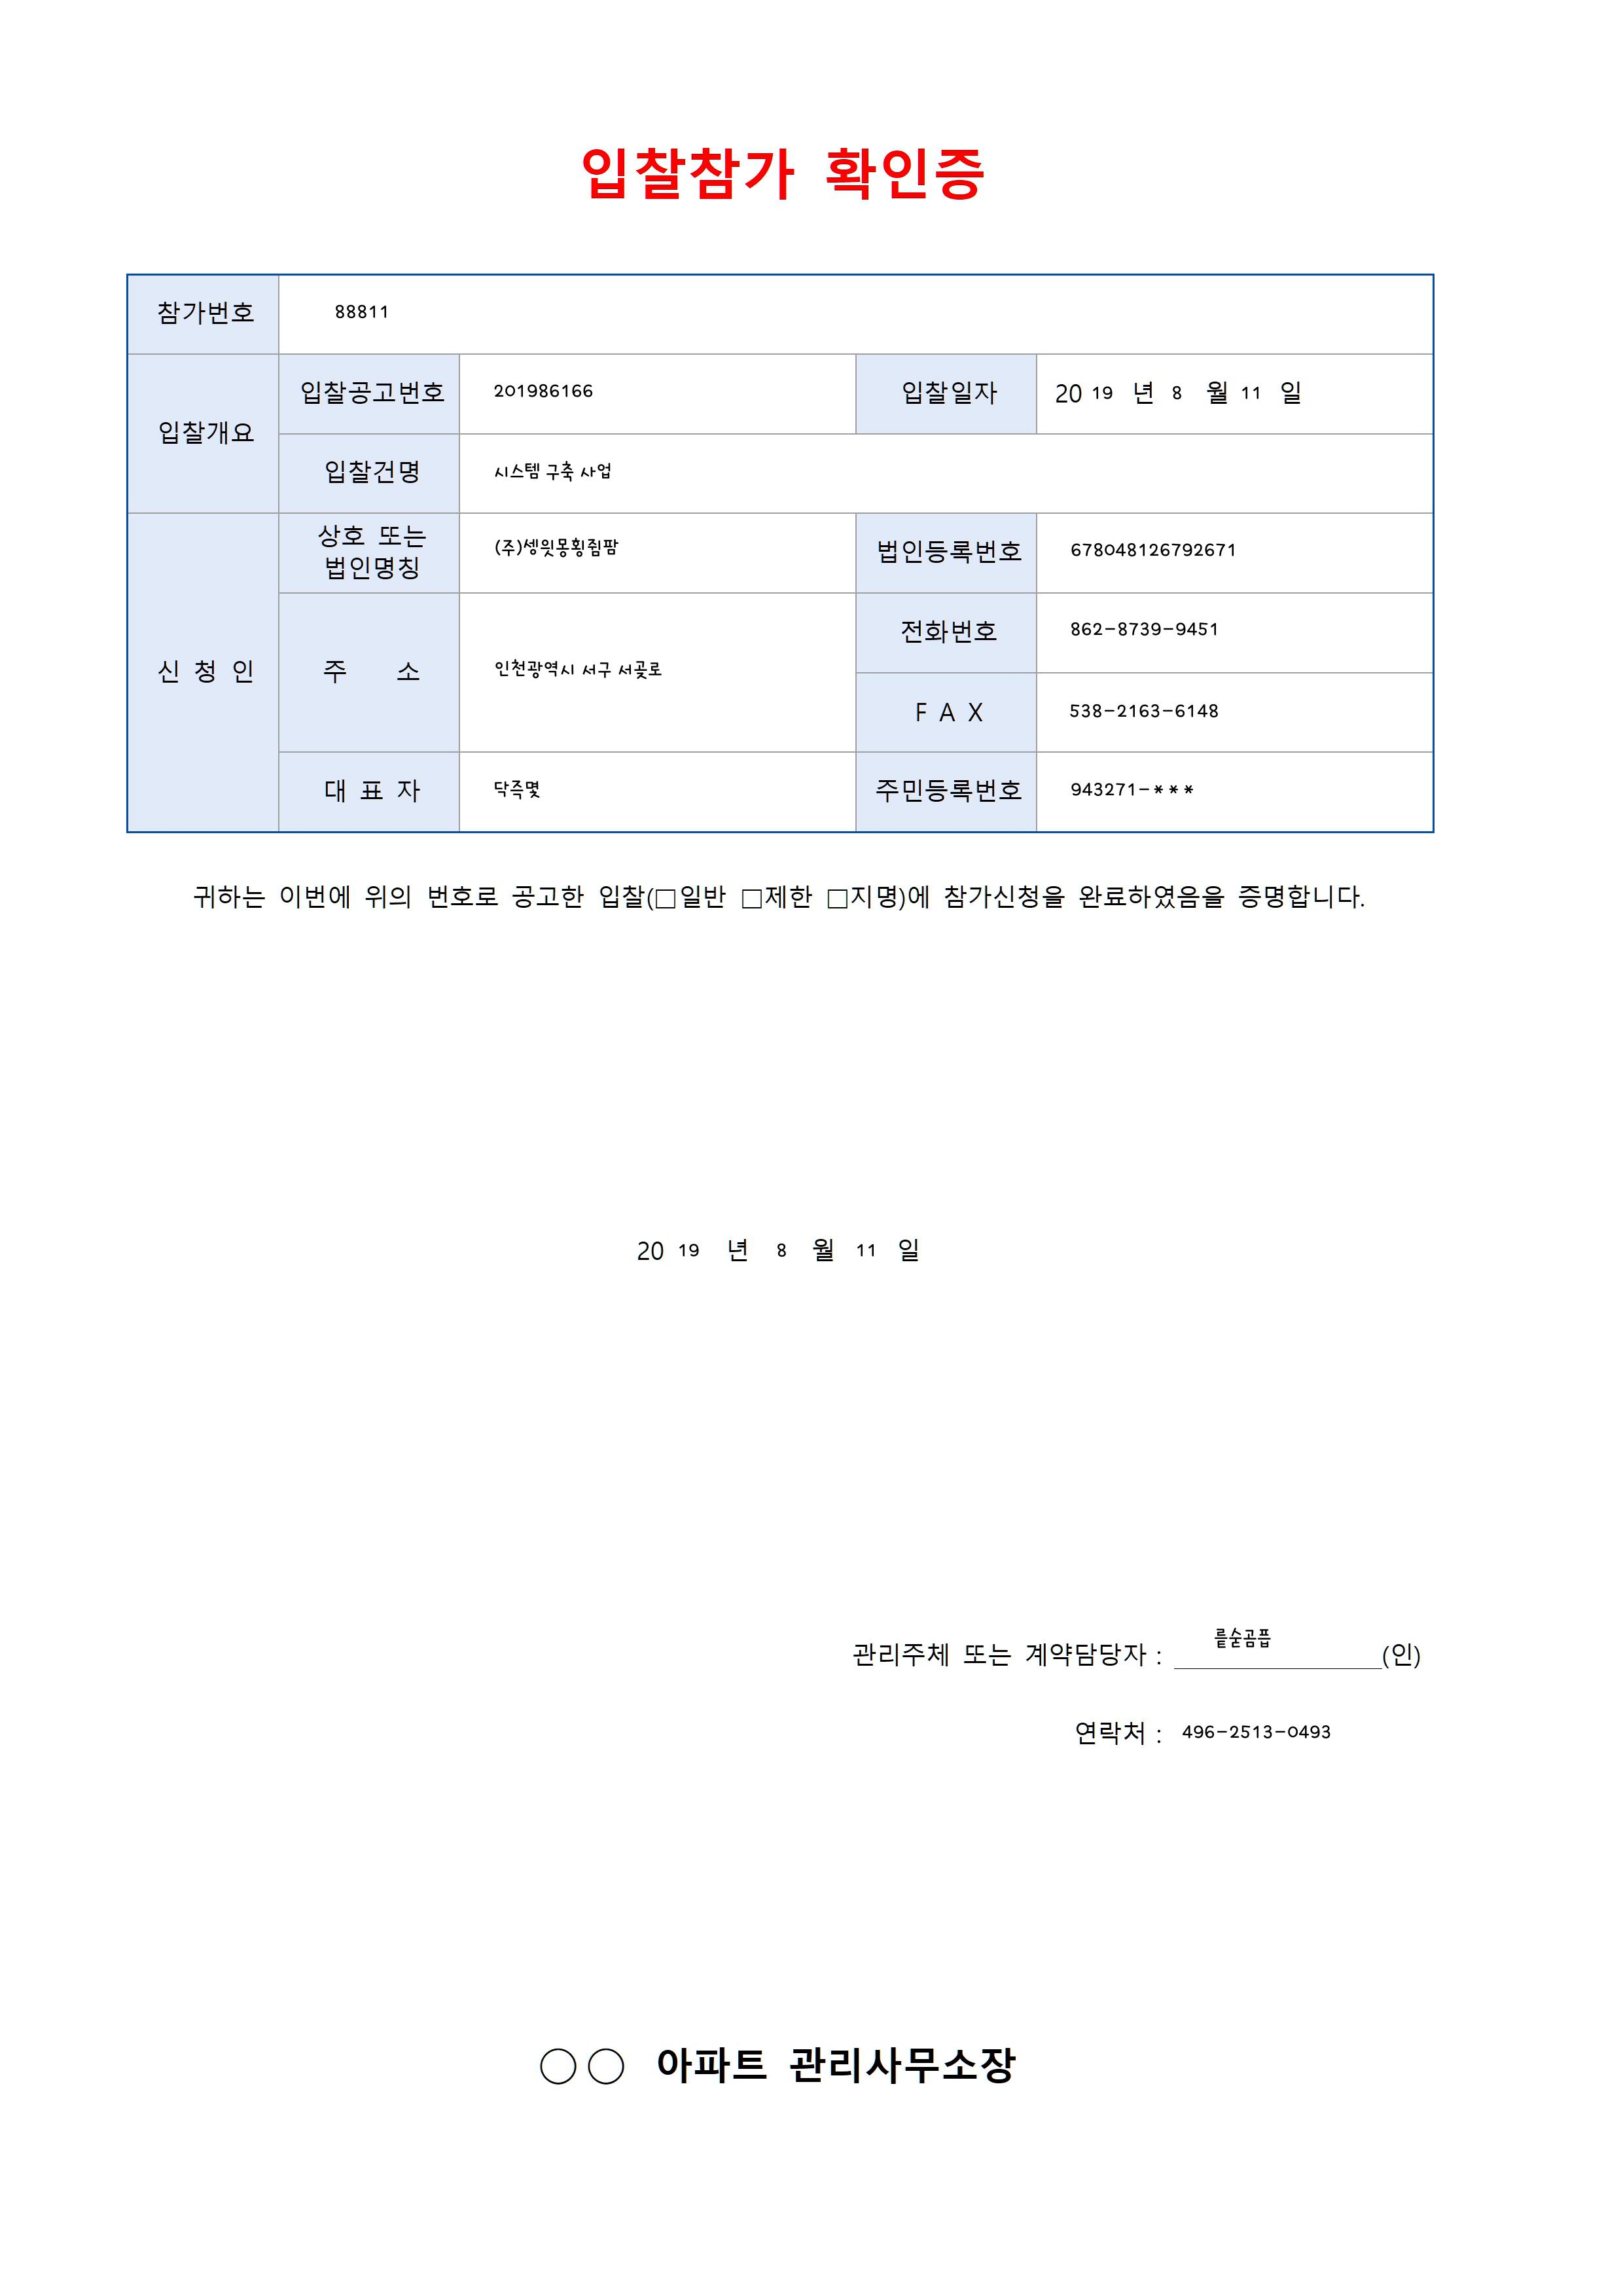 입찰참가 확인증
참가번호 88811
입찰개요 입찰공고번호 201986166 입찰일자 20 19 년 8 월 11 일
입찰건명 시스템 구축 사업
신 청 인 상호 또는 법인명칭 (주)셍윗몽횡쥠팜 법인등록번호 678048126792671
주 소 인천광역시 서구 서곶로 전화번호 862-8739-9451
F A X 538-2163-6148
대 표 자 닥즉몇 주민등록번호 943271-***
귀하는 이번에 위의 번호로 공고한 입찰(□일반 □제한 □지명)에 참가신청을 완료하였음을 증명합니다.
20 19 년 8 월 11 일
관리주체 또는 계약담당자 : (인)
연락처 : 496-2513-0493
○○ 아파트 관리사무소장